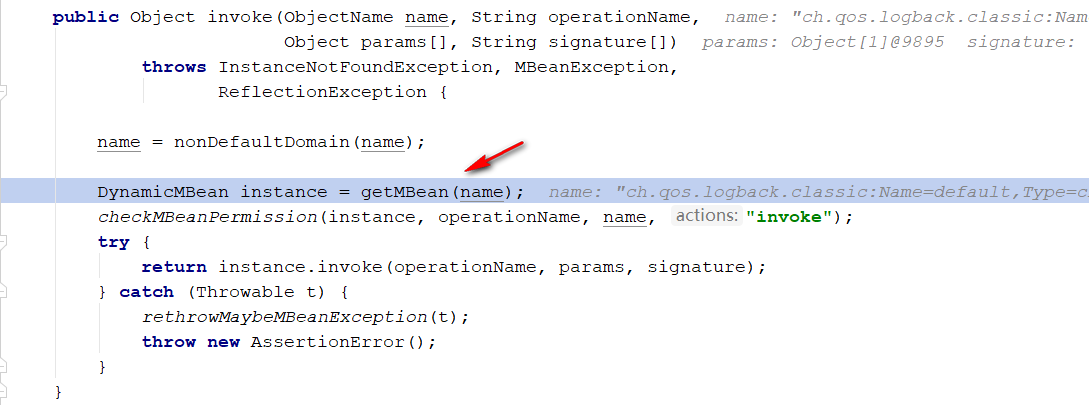 public Object invoke(ObjectName name, String operationName,  name: "ch.qos.logback.classic:Nam
Object params[], String signature[])  params: Object[1]@9895  signature:
throws InstanceNotFoundException, MBeanException,
ReflectionException {
name = nonDefaultDomain(name);
DynamicMBean instance = getMBean(name);  name: "ch.qos.logback.classic:Name=default,Type=c
checkMBeanPermission(instance, operationName, name, actions: "invoke");
try {
return instance.invoke(operationName, params, signature);
} catch (Throwable t) {
rethrowMaybeMBeanException(t);
throw new AssertionError();
}
}